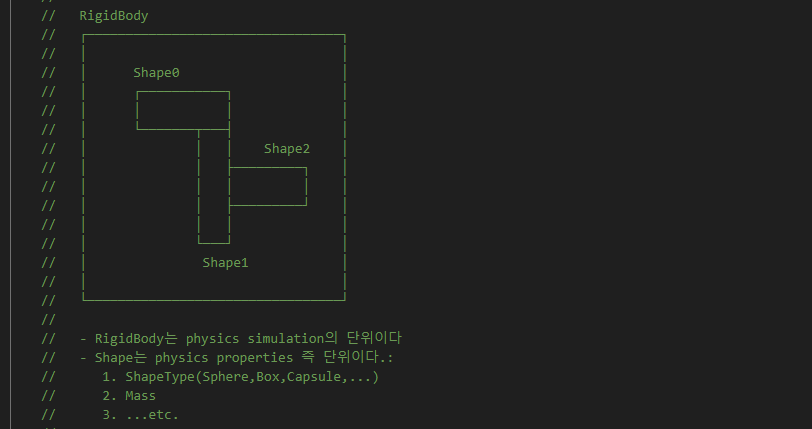 // RigidBody
//
//
// Shape0
//
//
//
// Shape2
//
//
//
//
//
// Shape1
//
//
//
// - RigidBody는 physics simulation의 단위이다
// - Shape는 physics properties 즉 단위이다.:
// 1. ShapeType(Sphere,Box,Capsule,...)
// 2. Mass
// 3. ...etc.